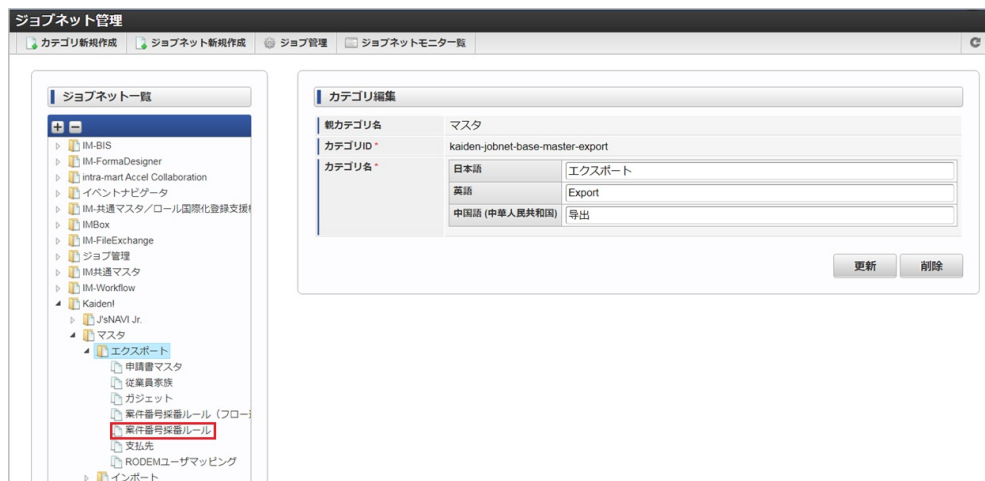 ジョブネット管理
カテゴリ新規作成 ジョブネット新規作成 ジョブ管理 ジョブネットモニタ一覧
ジョブネット一覧
IM-BIS
IM-FormaDesigner
intra-mart Accel Collaboration
イベントナビゲータ
IM-共通マスタ/ロール国際化登録支援
IMBox
IM-FileExchange
ジョブ管理
IM共通マスタ
IM-Workflow
Kaiden!
J'sNAVI Jr.
マスタ
エクスポート
申請書マスタ
従業員家族
ガジェット
案件番号採番ルール(フロー
案件番号採番ルール
支払先
RODEMユーザマッピング
インポート
カテゴリ編集
親カテゴリ名 マスタ
カテゴリID * kaiden-jobnet-base-master-export
カテゴリ名 * 日本語 エクスポート
英語 Export
中国語 (中華人民共和国) 导出
更新 削除